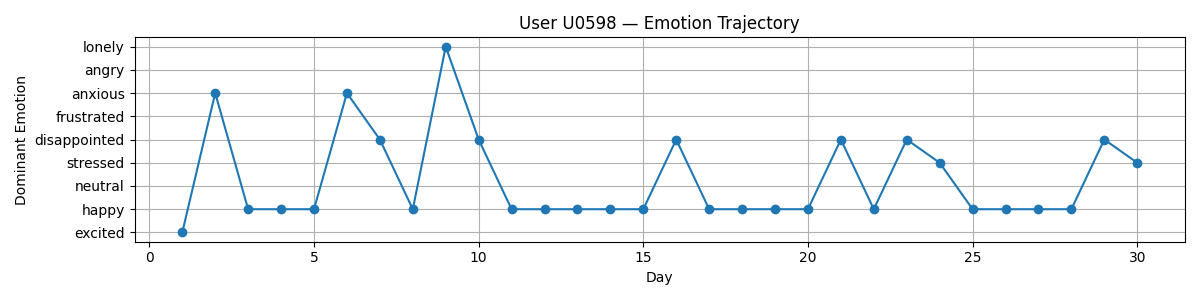 User U0598 — Emotion Trajectory
Dominant Emotion
lonely
angry
anxious
frustrated
disappointed
stressed
neutral
happy
excited
0 5 10 15 20 25 30
Day